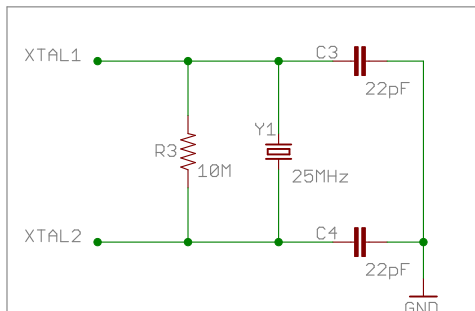 XTAL1
C3
22pF
Y1
R3
10M
25MHz
XTAL2
C4
22pF
GND